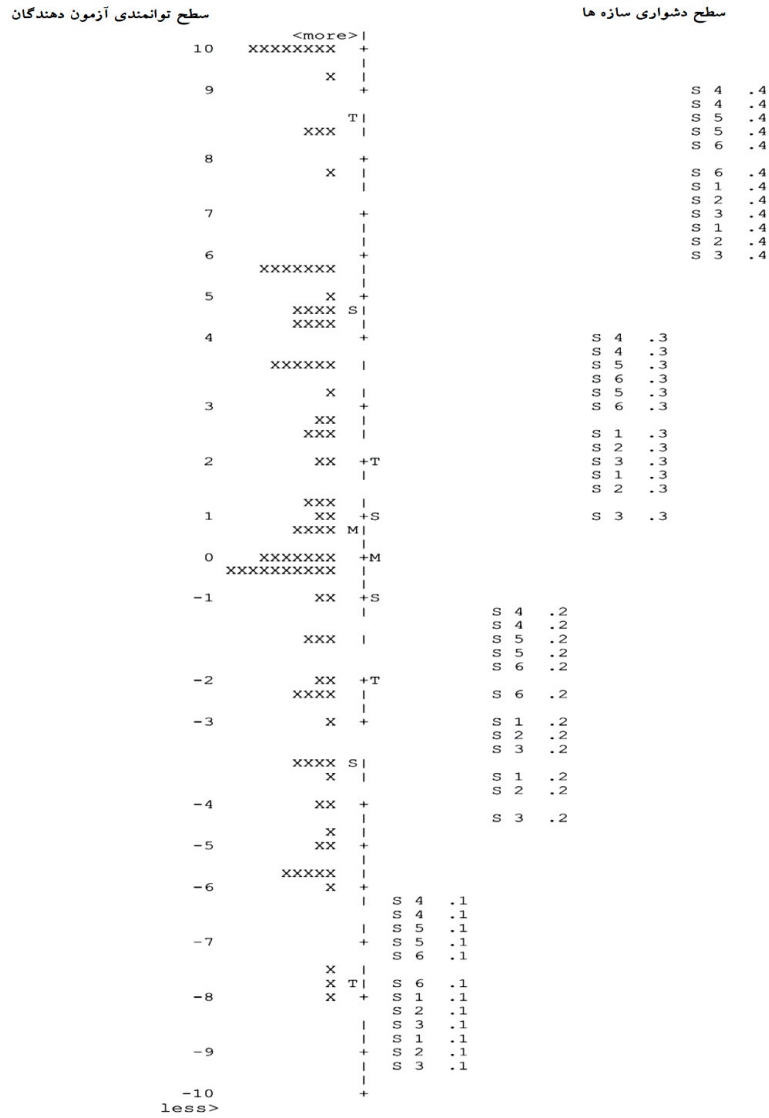 سطح توانمندی آزمون دهندگان سطح دشواری سازه ها
<more>|
10 XXXXXXXX +
|
X |
9 + S 4 .4
S 4 .4
T| S 5 .4
XXX | S 5 .4
S 6 .4
8 +
X | S 6 .4
| S 1 .4
S 2 .4
7 + S 3 .4
| S 1 .4
| S 2 .4
6 + S 3 .4
XXXXXXX |
|
5 X +
XXXX S|
XXXX |
4 + S 4 .3
S 4 .3
XXXXXX | S 5 .3
S 6 .3
X | S 5 .3
3 + S 6 .3
XX |
XXX | S 1 .3
S 2 .3
2 XX +T S 3 .3
| S 1 .3
S 2 .3
XXX |
1 XX +S S 3 .3
XXXX M|
|
0 XXXXXXX +M
XXXXXXXXXX |
|
-1 XX +S
| S 4 .2
S 4 .2
XXX | S 5 .2
S 5 .2
S 6 .2
-2 XX +T
XXXX | S 6 .2
|
-3 X + S 1 .2
S 2 .2
S 3 .2
XXXX S|
X | S 1 .2
S 2 .2
-4 XX +
| S 3 .2
X |
-5 XX +
|
XXXXX |
-6 X +
| S 4 .1
S 4 .1
| S 5 .1
-7 + S 5 .1
S 6 .1
X |
X T| S 6 .1
-8 X + S 1 .1
S 2 .1
| S 3 .1
| S 1 .1
-9 + S 2 .1
| S 3 .1
|
-10 +
less>